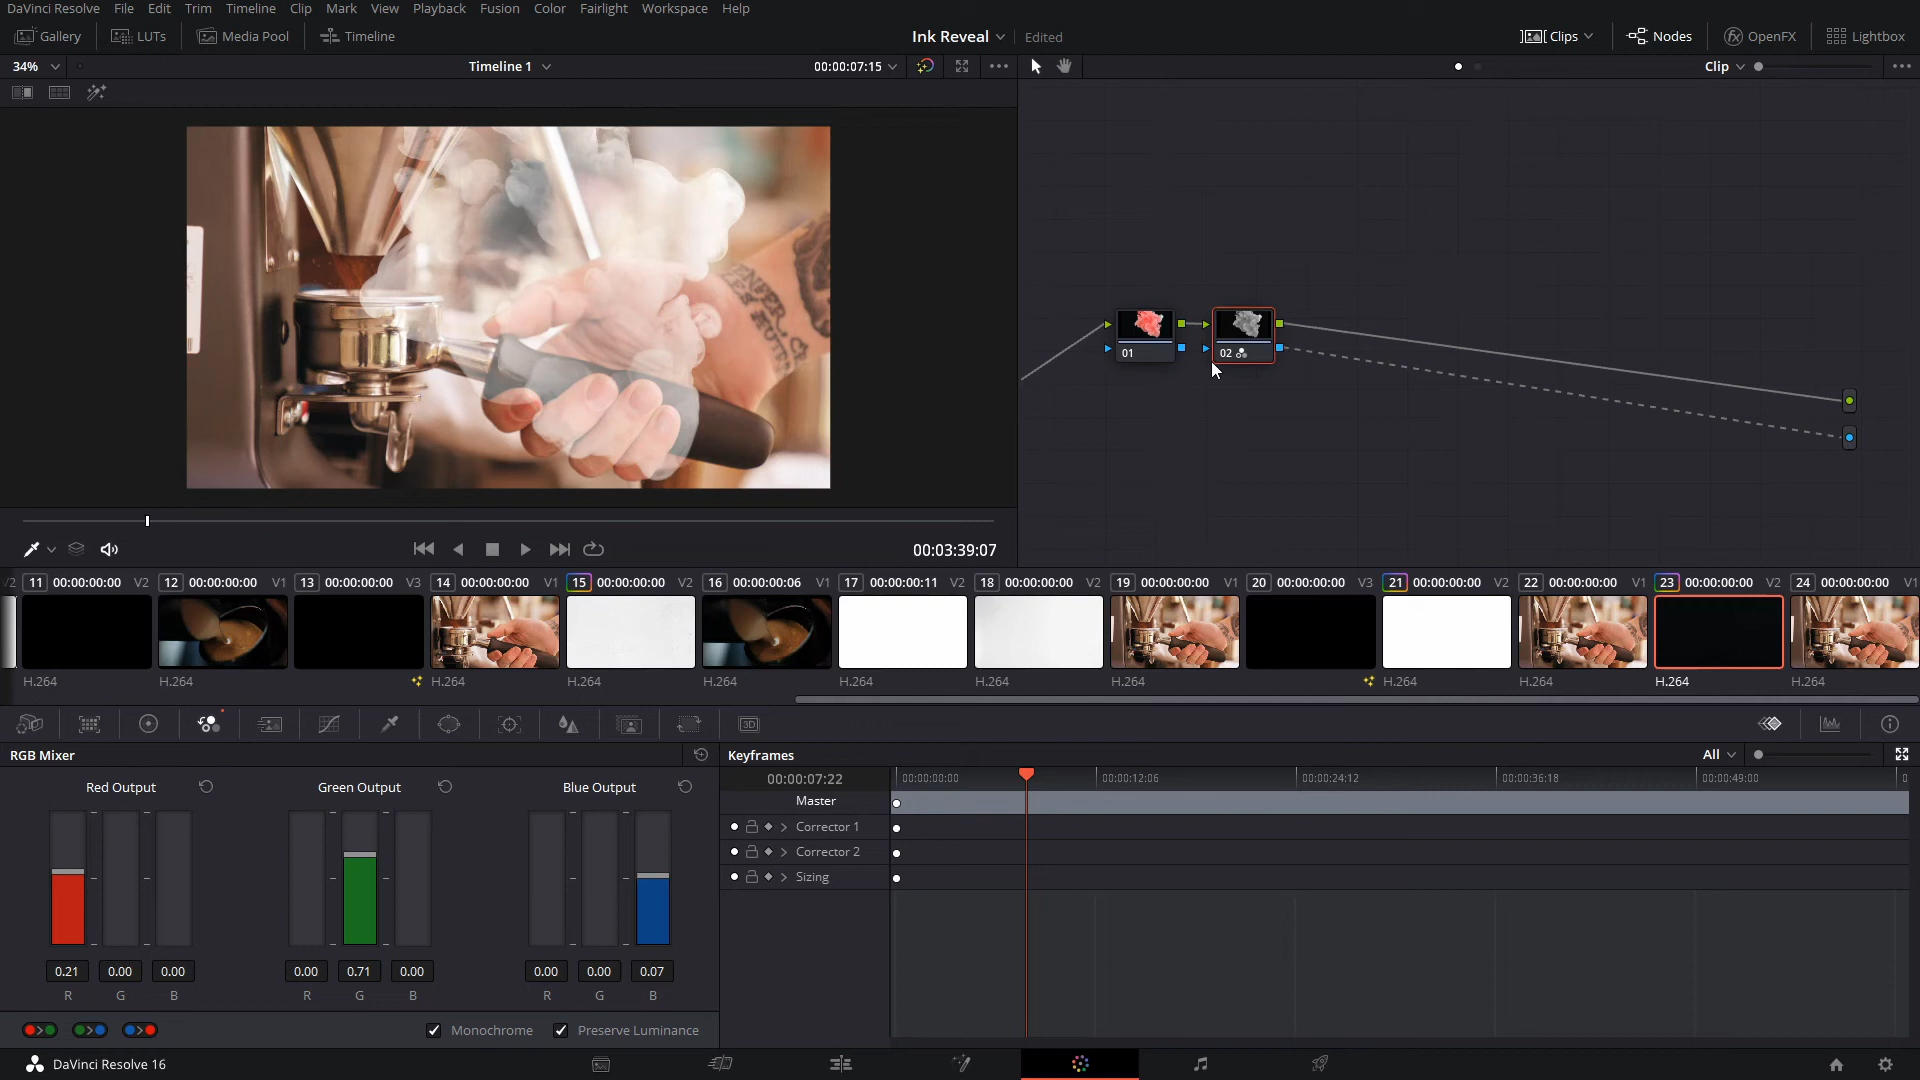 DaVinci Resolve File Edit Trim Timeline Clip Mark View Playback Fusion Color Fairlight Workspace Help
Gallery LUTs Media Pool Timeline Ink Reveal Edited Clips Nodes OpenFX Lightbox
34% Timeline 1 00:00:07:15 Clip
01 02
00:03:39:07
V2 11 00:00:00:00 V2 12 00:00:00:00 V1 13 00:00:00:00 V3 14 00:00:00:00 V1 15 00:00:00:00 V2 16 00:00:00:06 V1 17 00:00:00:11 V2 18 00:00:00:00 V2 19 00:00:00:00 V1 20 00:00:00:00 V3 21 00:00:00:00 V2 22 00:00:00:00 V1 23 00:00:00:00 V2 24 00:00:00:00 V1
H.264 H.264 H.264 H.264 H.264 H.264 H.264 H.264 H.264 H.264 H.264 H.264
3D
RGB Mixer Keyframes All
Red Output Green Output Blue Output 00:00:07:22 00:00:00:00 00:00:12:06 00:00:24:12 00:00:36:18 00:00:49:00 0
Master
Corrector 1
Corrector 2
Sizing
0.21 0.00 0.00 0.00 0.71 0.00 0.00 0.00 0.07
R G B R G B R G B
Monochrome Preserve Luminance
DaVinci Resolve 16